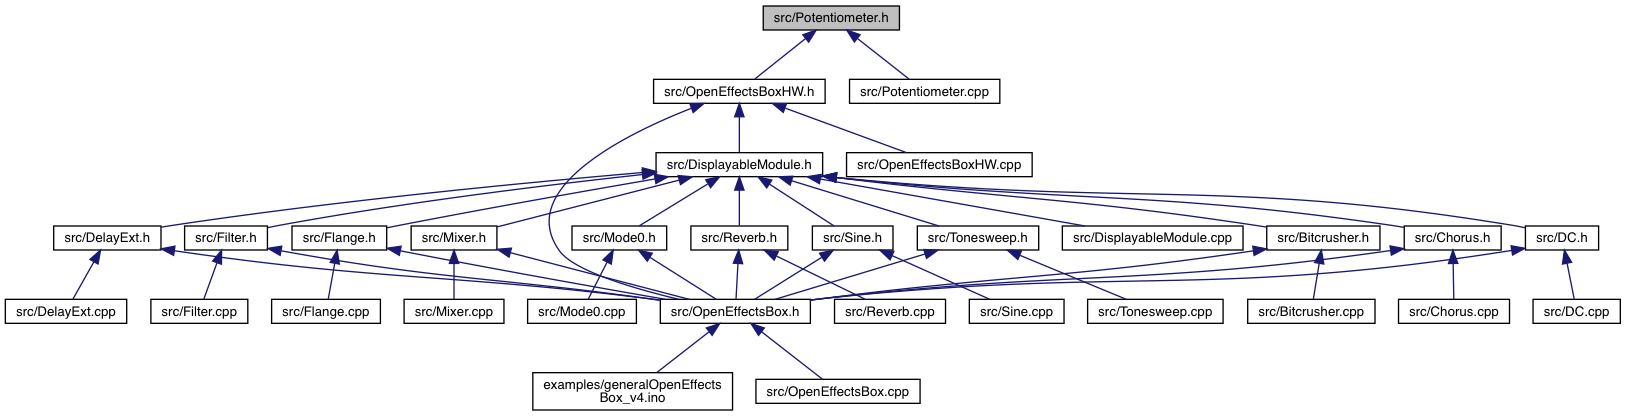 src/Potentiometer.h
src/OpenEffectsBoxHW.h
src/Potentiometer.cpp
src/DisplayableModule.h
src/OpenEffectsBoxHW.cpp
src/DelayExt.h
src/Filter.h
src/Flange.h
src/Mixer.h
src/Mode0.h
src/Reverb.h
src/Sine.h
src/Tonesweep.h
src/DisplayableModule.cpp
src/Bitcrusher.h
src/Chorus.h
src/DC.h
src/DelayExt.cpp
src/Filter.cpp
src/Flange.cpp
src/Mixer.cpp
src/Mode0.cpp
src/OpenEffectsBox.h
src/Reverb.cpp
src/Sine.cpp
src/Tonesweep.cpp
src/Bitcrusher.cpp
src/Chorus.cpp
src/DC.cpp
examples/generalOpenEffects
Box_v4.ino
src/OpenEffectsBox.cpp